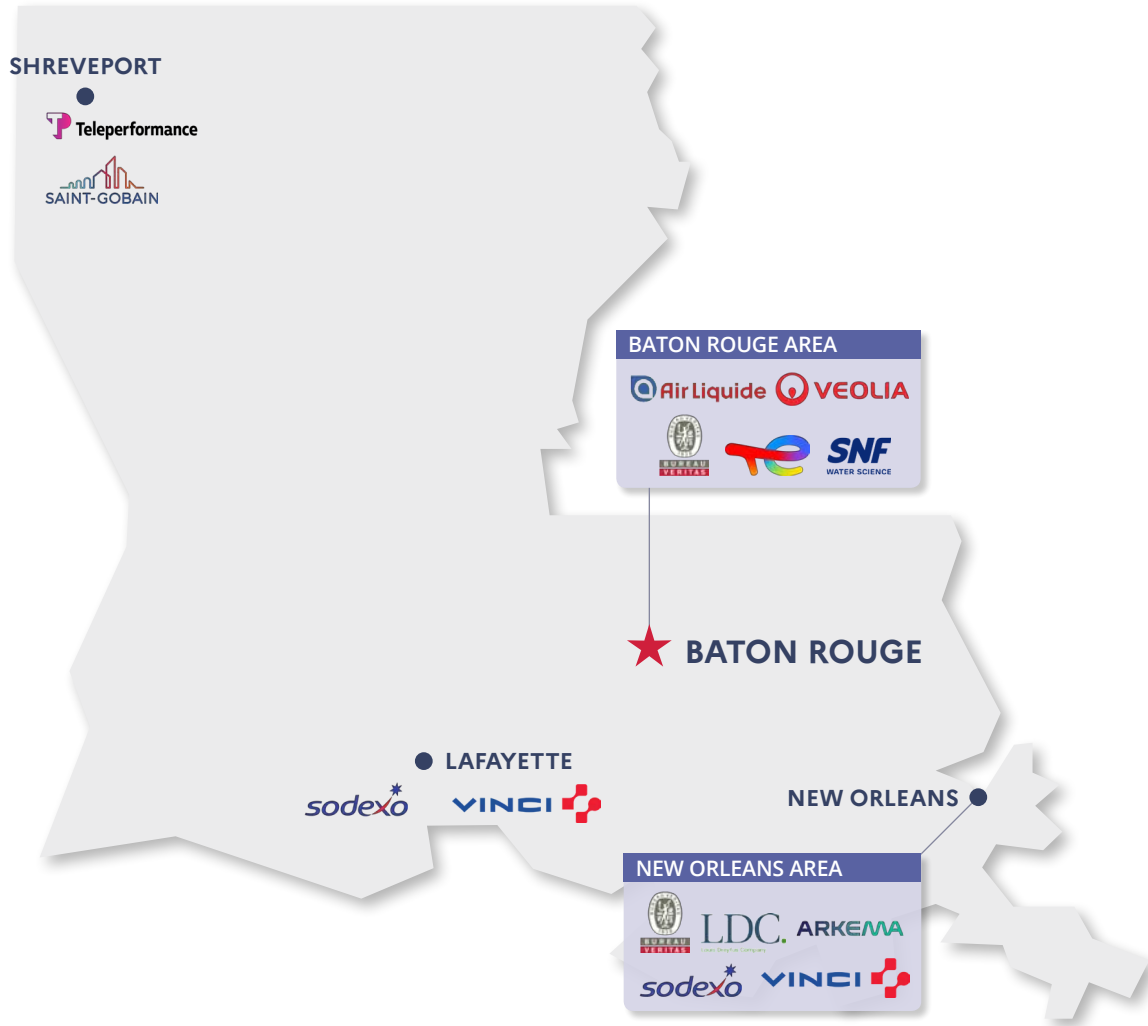 SHREVEPORT
TP Teleperformance
SAINT-GOBAIN
BATON ROUGE AREA
Air Liquide VEOLIA
BUREAU VERITAS
SNF
WATER SCIENCE
BATON ROUGE
LAFAYETTE
sodexo VINCI
NEW ORLEANS
NEW ORLEANS AREA
BUREAU VERITAS
LDC. ARKEMA
sodexo VINCI